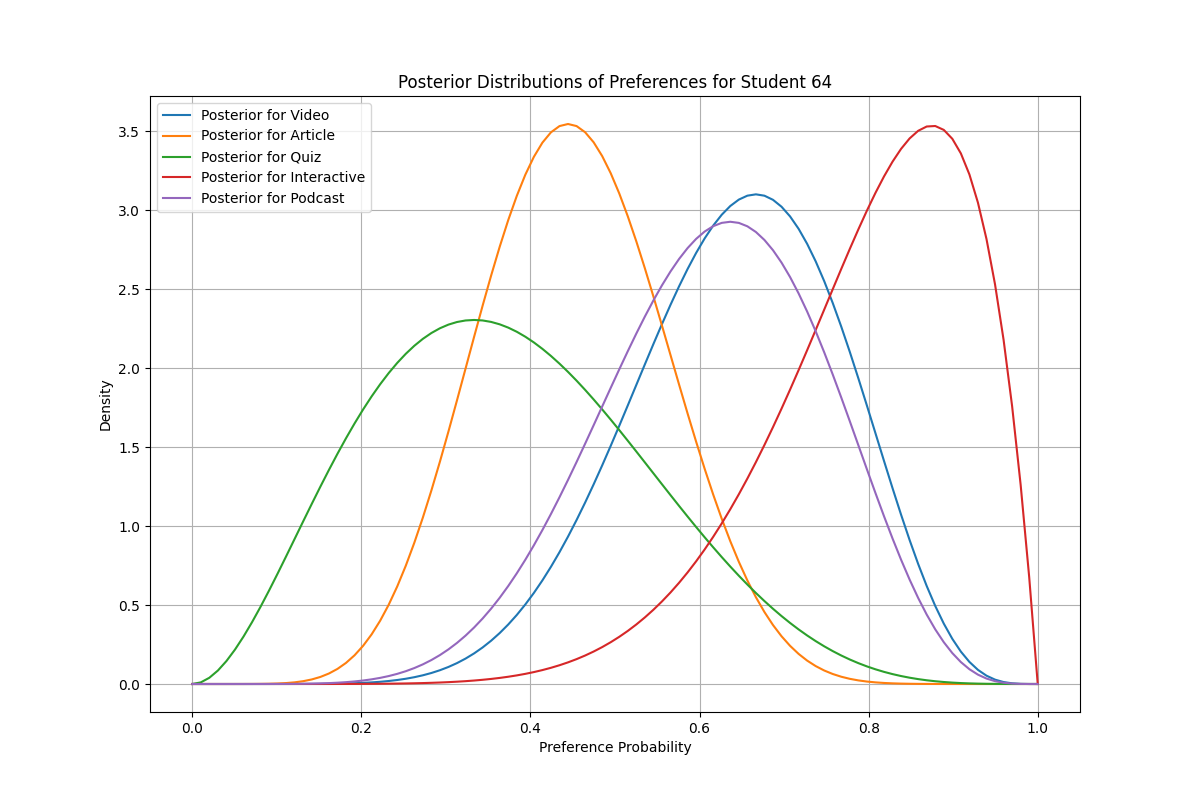 Posterior Distributions of Preferences for Student 64
Posterior for Video
Posterior for Article
Posterior for Quiz
Posterior for Interactive
Posterior for Podcast
Density
3.5
3.0
2.5
2.0
1.5
1.0
0.5
0.0
0.0 0.2 0.4 0.6 0.8 1.0
Preference Probability